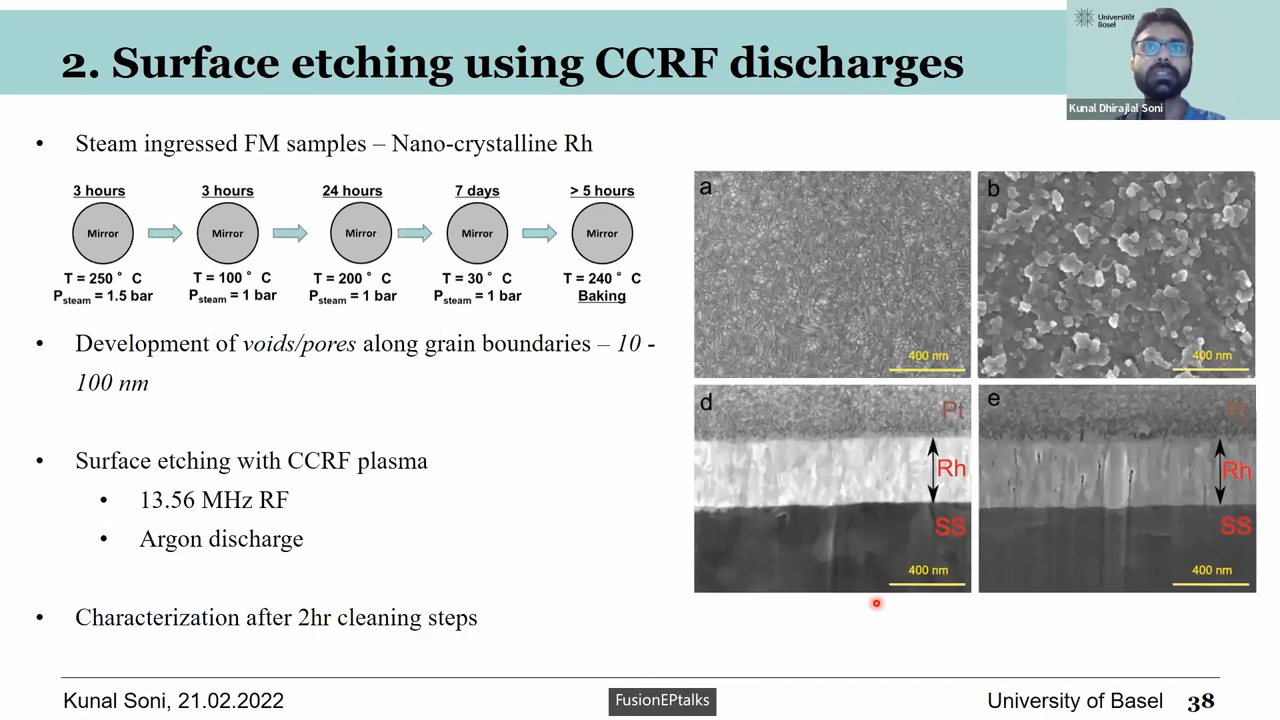 2. Surface etching using CCRF discharges
Universität
Basel
Kunal Dhirajlal Soni
• Steam ingressed FM samples – Nano-crystalline Rh
3 hours
3 hours
24 hours
7 days
> 5 hours
Mirror
Mirror
Mirror
Mirror
Mirror
T = 250 ° C
T = 100 ° C
T = 200 ° C
T = 30 ° C
T = 240 ° C
Psteam = 1.5 bar
Psteam = 1 bar
Psteam = 1 bar
Psteam = 1 bar
Baking
• Development of voids/pores along grain boundaries – 10 -
100 nm
• Surface etching with CCRF plasma
• 13.56 MHz RF
• Argon discharge
• Characterization after 2hr cleaning steps
a
400 nm
b
400 nm
d
Pt
Rh
SS
400 nm
e
Pt
Rh
SS
400 nm
Kunal Soni, 21.02.2022
FusionEPtalks
University of Basel 38